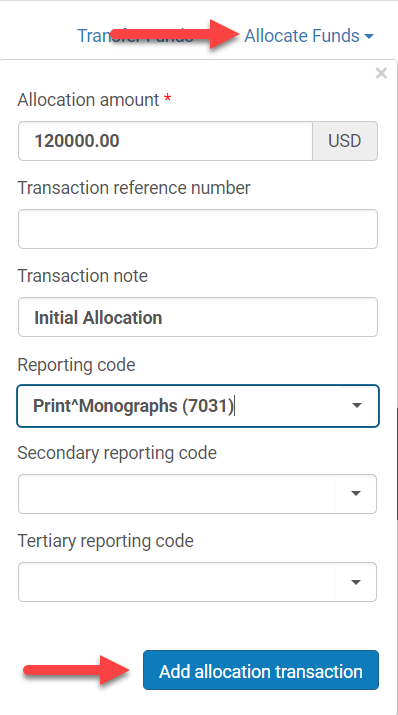 Transfer Funds Allocate Funds
×
Allocation amount *
120000.00 USD
Transaction reference number
Transaction note
Initial Allocation
Reporting code
Print^Monographs (7031)
Secondary reporting code
Tertiary reporting code
Add allocation transaction